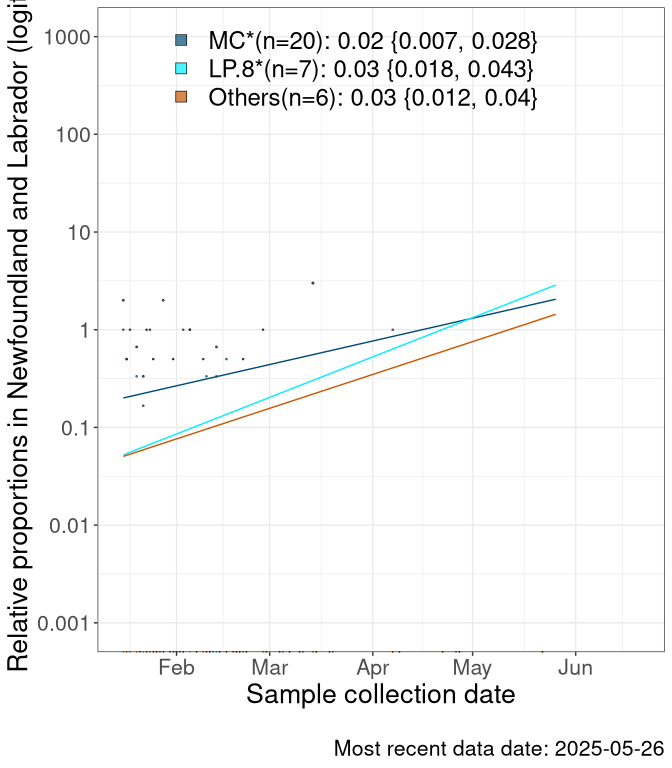 Relative proportions in Newfoundland and Labrador (logit
1000
100
10
1
0.1
0.01
0.001
MC*(n=20): 0.02 {0.007, 0.028}
LP.8*(n=7): 0.03 {0.018, 0.043}
Others(n=6): 0.03 {0.012, 0.04}
Feb Mar Apr May Jun
Sample collection date
Most recent data date: 2025-05-26